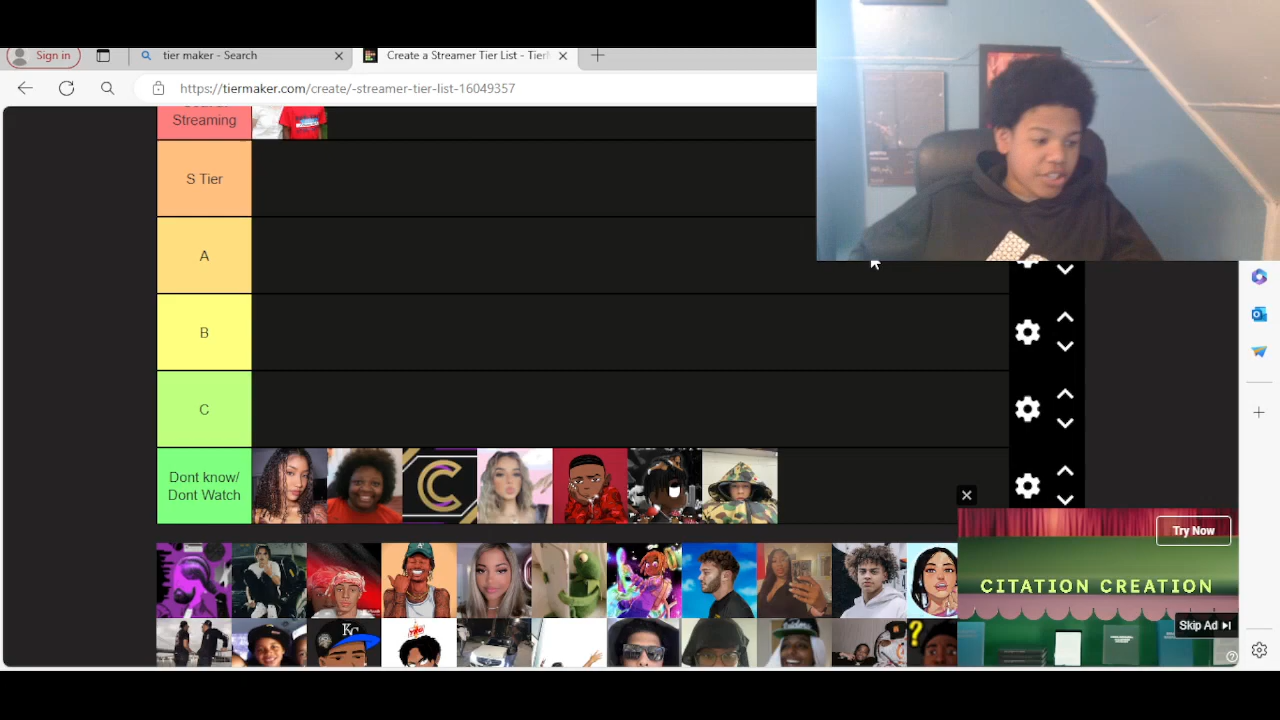 Sign in
tier maker - Search
Create a Streamer Tier List - Tier
https://tiermaker.com/create/-streamer-tier-list-16049357
Streaming
S Tier
A
B
C
Dont know/
Dont Watch
C
KC
?
Try Now
CITATION CREATION
Skip Ad